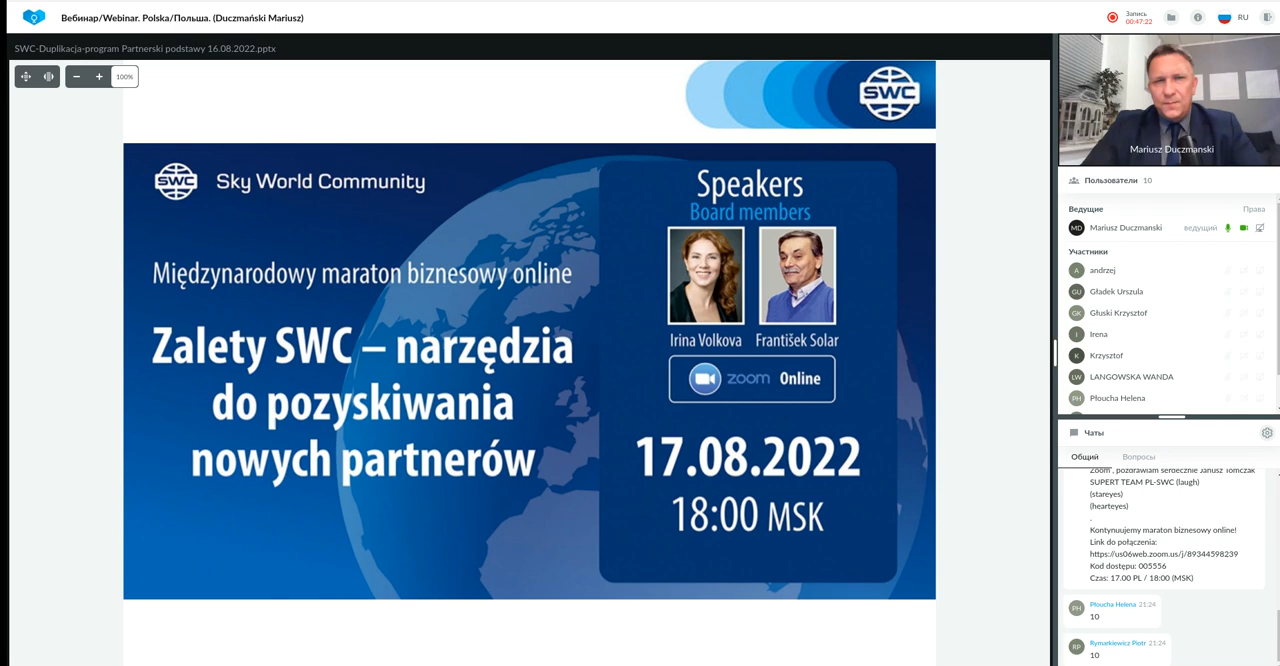 Вебинар/Webinar. Polska/Польша. (Duczmański Mariusz)
Запись
00:47:22
RU
SWC-Duplikacja-program Partnerski podstawy 16.08.2022.pptx
100%
SWC
SWC
Sky World Community
Międzynarodowy maraton biznesowy online
Zalety SWC – narzędzia
do pozyskiwania
nowych partnerów
Speakers
Board members
Irina Volkova
František Solar
zoom Online
17.08.2022
18:00 MSK
Mariusz Duczmanski
Пользователи 10
Ведущие Права
MD Mariusz Duczmanski ведущий
Участники
A andrzej
GU Gładek Urszula
GK Głuski Krzysztof
I Irena
K Krzysztof
LW LANGOWSKA WANDA
PH Płoucha Helena
Чаты
Общий Вопросы
Zoom", pozdrawiam serdecznie Janusz Tomczak
SUPERT TEAM PL-SWC (laugh)
(stareyes)
(hearteyes)
.
Kontynuujemy maraton biznesowy online!
Link do połączenia:
https://us06web.zoom.us/j/89344598239
Kod dostępu: 005556
Czas: 17.00 PL / 18:00 (MSK)
PH Płoucha Helena 21:24
10
RP Rymarkiewicz Piotr 21:24
10